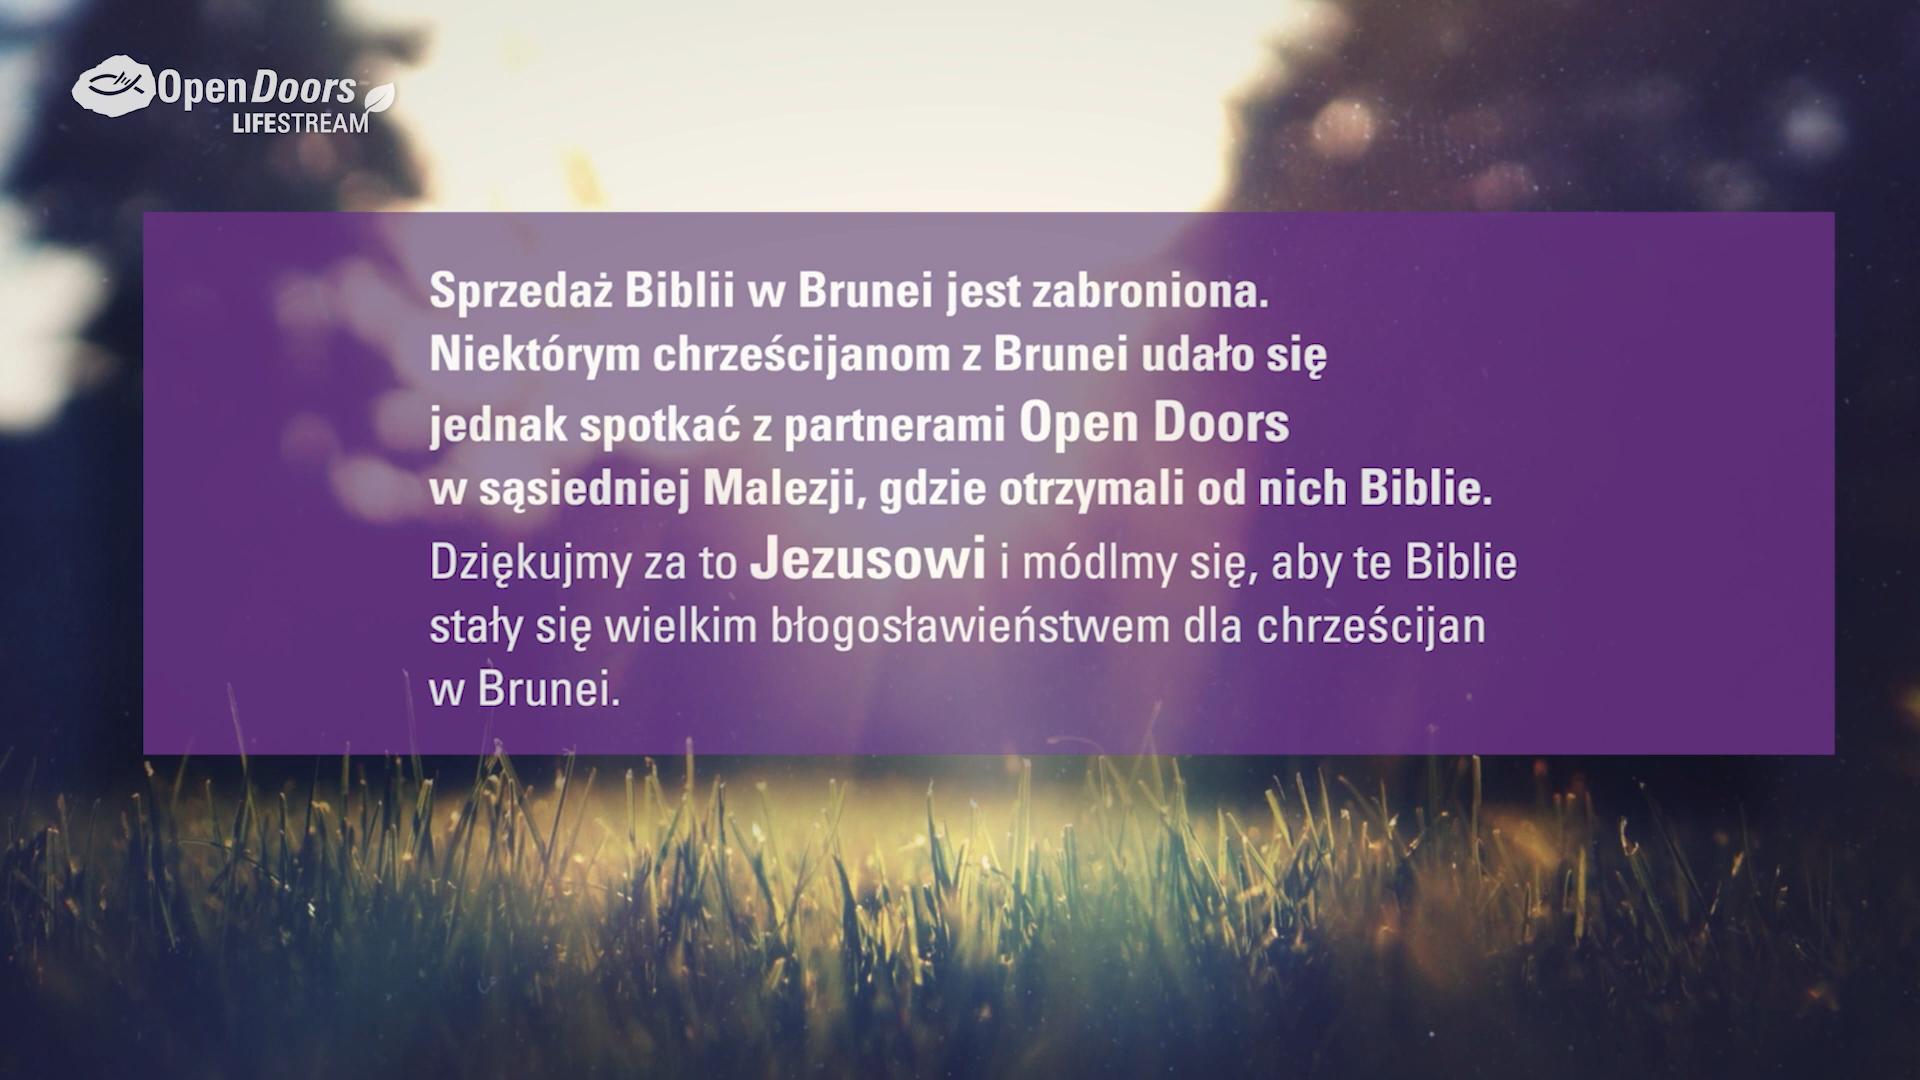 OpenDoors
LIFESTREAM
Sprzedaż Biblii w Brunei jest zabroniona.
Niektórym chrześcijanom z Brunei udało się
jednak spotkać z partnerami Open Doors
w sąsiedniej Malezji, gdzie otrzymali od nich Biblie.
Dziękujmy za to Jezusowi i módlmy się, aby te Biblie
stały się wielkim błogosławieństwem dla chrześcijan
w Brunei.